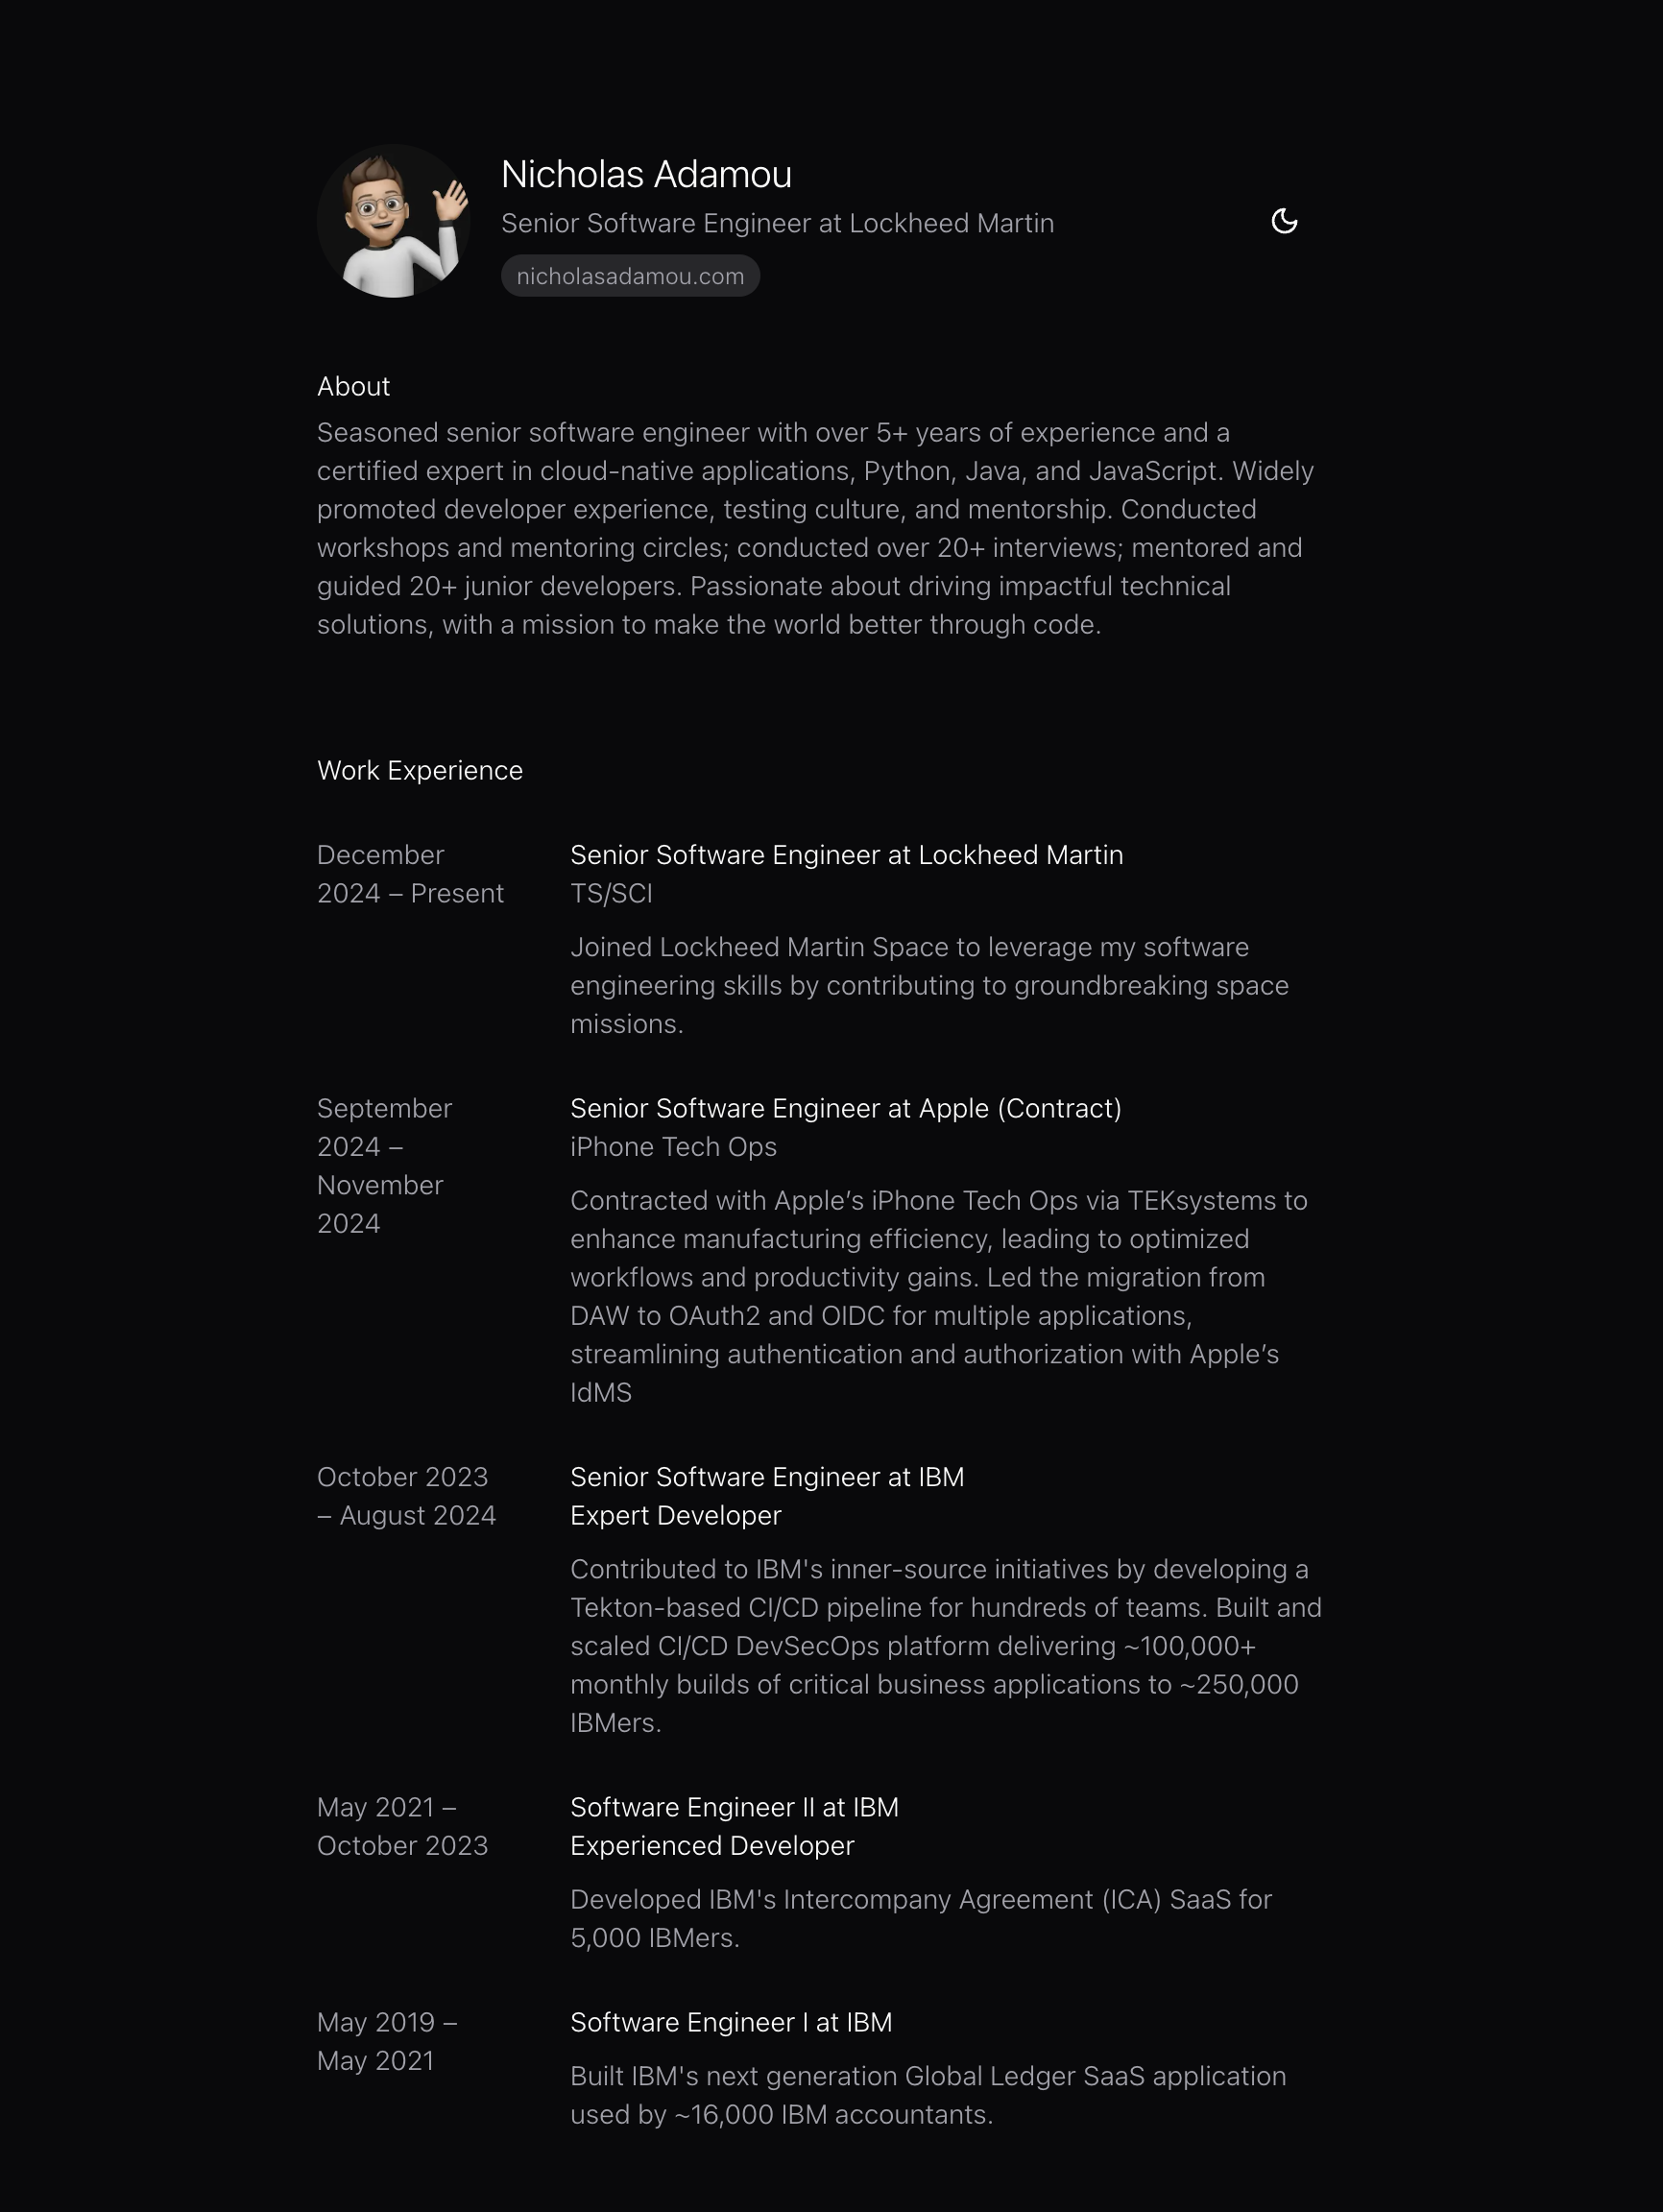 Nicholas Adamou
Senior Software Engineer at Lockheed Martin
nicholasadamou.com
About
Seasoned senior software engineer with over 5+ years of experience and a
certified expert in cloud-native applications, Python, Java, and JavaScript. Widely
promoted developer experience, testing culture, and mentorship. Conducted
workshops and mentoring circles; conducted over 20+ interviews; mentored and
guided 20+ junior developers. Passionate about driving impactful technical
solutions, with a mission to make the world better through code.
Work Experience
December
2024 – Present
Senior Software Engineer at Lockheed Martin
TS/SCI
Joined Lockheed Martin Space to leverage my software
engineering skills by contributing to groundbreaking space
missions.
September
2024 –
November
2024
Senior Software Engineer at Apple (Contract)
iPhone Tech Ops
Contracted with Apple’s iPhone Tech Ops via TEKsystems to
enhance manufacturing efficiency, leading to optimized
workflows and productivity gains. Led the migration from
DAW to OAuth2 and OIDC for multiple applications,
streamlining authentication and authorization with Apple’s
IdMS
October 2023
– August 2024
Senior Software Engineer at IBM
Expert Developer
Contributed to IBM's inner-source initiatives by developing a
Tekton-based CI/CD pipeline for hundreds of teams. Built and
scaled CI/CD DevSecOps platform delivering ~100,000+
monthly builds of critical business applications to ~250,000
IBMers.
May 2021 –
October 2023
Software Engineer II at IBM
Experienced Developer
Developed IBM's Intercompany Agreement (ICA) SaaS for
5,000 IBMers.
May 2019 –
May 2021
Software Engineer I at IBM
Built IBM's next generation Global Ledger SaaS application
used by ~16,000 IBM accountants.